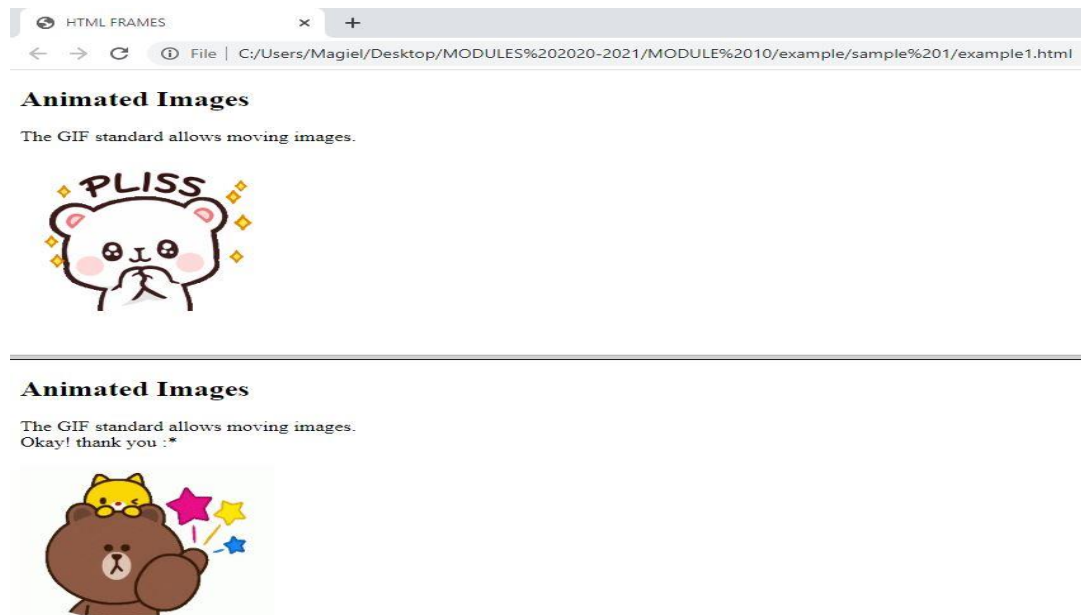 HTML FRAMES
File | C:/Users/Magiel/Desktop/MODULES%202020-2021/MODULE%2010/example/sample%201/example1.html
Animated Images
The GIF standard allows moving images.
PLISS
Animated Images
The GIF standard allows moving images.
Okay! thank you :*